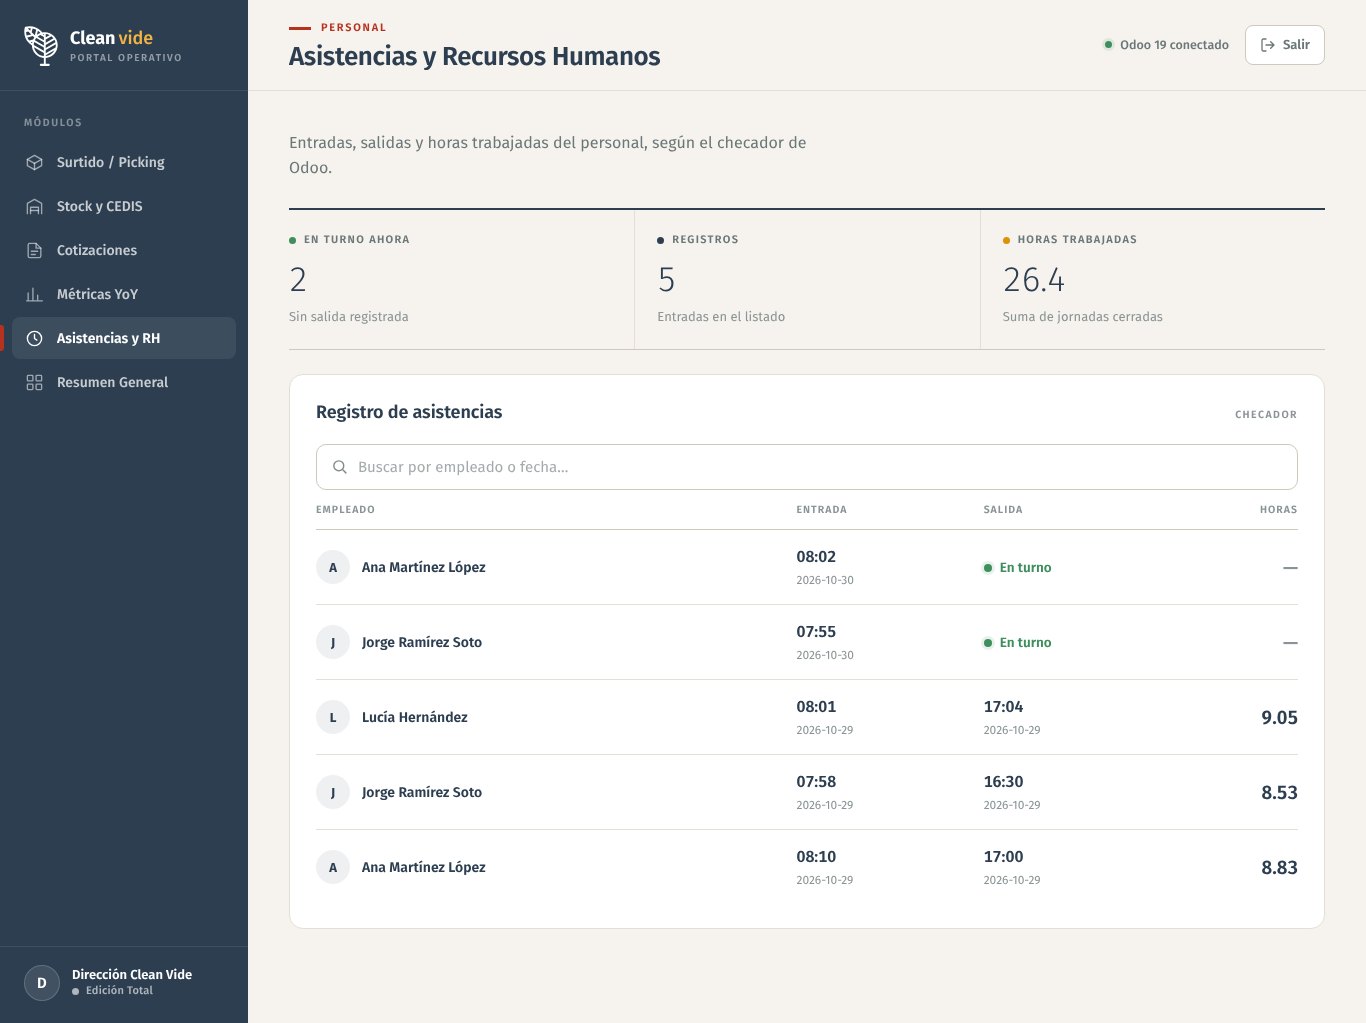 Clean vide
PORTAL OPERATIVO
MÓDULOS
Surtido / Picking
Stock y CEDIS
Cotizaciones
Métricas YoY
Asistencias y RH
Resumen General
D
Dirección Clean Vide
Edición Total
PERSONAL
Asistencias y Recursos Humanos
Odoo 19 conectado
Salir
Entradas, salidas y horas trabajadas del personal, según el checador de
Odoo.
EN TURNO AHORA
2
Sin salida registrada
REGISTROS
5
Entradas en el listado
HORAS TRABAJADAS
26.4
Suma de jornadas cerradas
Registro de asistencias
CHECADOR
Buscar por empleado o fecha...
EMPLEADO ENTRADA SALIDA HORAS
A Ana Martínez López 08:02 En turno —
2026-10-30
J Jorge Ramírez Soto 07:55 En turno —
2026-10-30
L Lucía Hernández 08:01 17:04 9.05
2026-10-29 2026-10-29
J Jorge Ramírez Soto 07:58 16:30 8.53
2026-10-29 2026-10-29
A Ana Martínez López 08:10 17:00 8.83
2026-10-29 2026-10-29